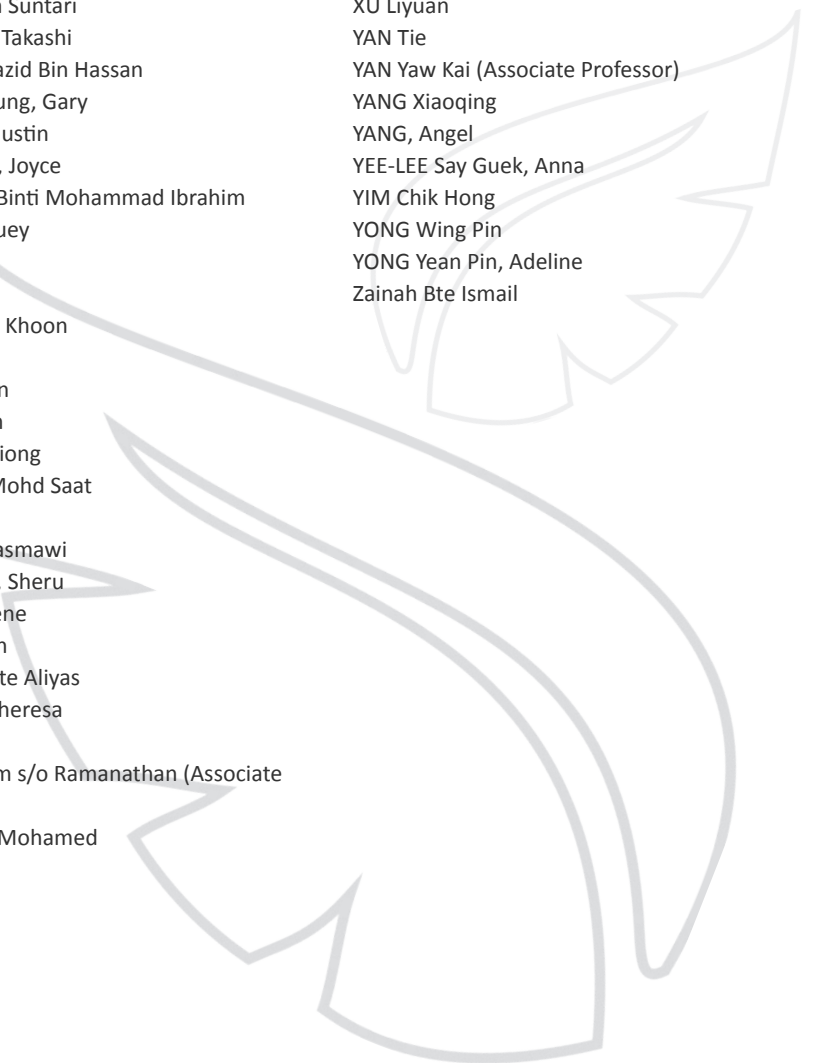 Suntari
Takashi
azid Bin Hassan
ung, Gary
ustin
, Joyce
Binti Mohammad Ibrahim
uey
Khoon
n
iong
Mohd Saat
asmawi
, Sheru
ene
te Aliyas
heresa
m s/o Ramanathan (Associate
Mohamed
XU Liyuan
YAN Tie
YAN Yaw Kai (Associate Professor)
YANG Xiaoqing
YANG, Angel
YEE-LEE Say Guek, Anna
YIM Chik Hong
YONG Wing Pin
YONG Yean Pin, Adeline
Zainah Bte Ismail